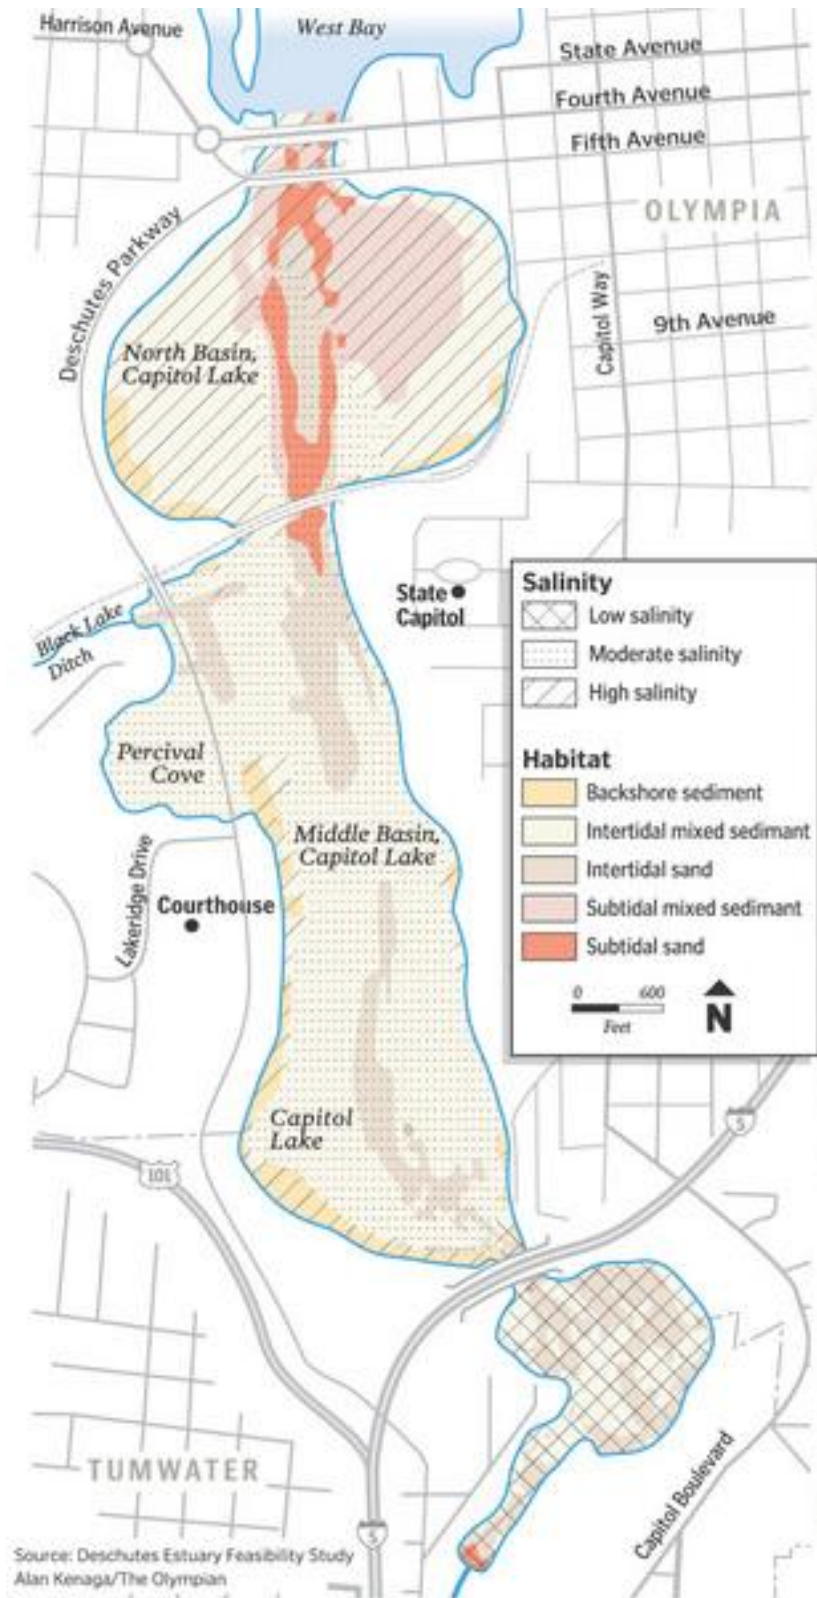 Harrison Avenue
West Bay
State Avenue
Fourth Avenue
Fifth Avenue
OLYMPIA
Deschutes Parkway
Capitol Way
9th Avenue
North Basin,
Capitol Lake
State
Capitol
Black Lake
Ditch
Percival
Cove
Middle Basin,
Capitol Lake
Lakeridge Drive
Courthouse
Salinity
Low salinity
Moderate salinity
High salinity
Habitat
Backshore sediment
Intertidal mixed sedimant
Intertidal sand
Subtidal mixed sedimant
Subtidal sand
0 600
Feet
N
Capitol
Lake
5
101
TUMWATER
Capitol Boulevard
5
Source: Deschutes Estuary Feasibility Study
Alan Kenaga/The Olympian